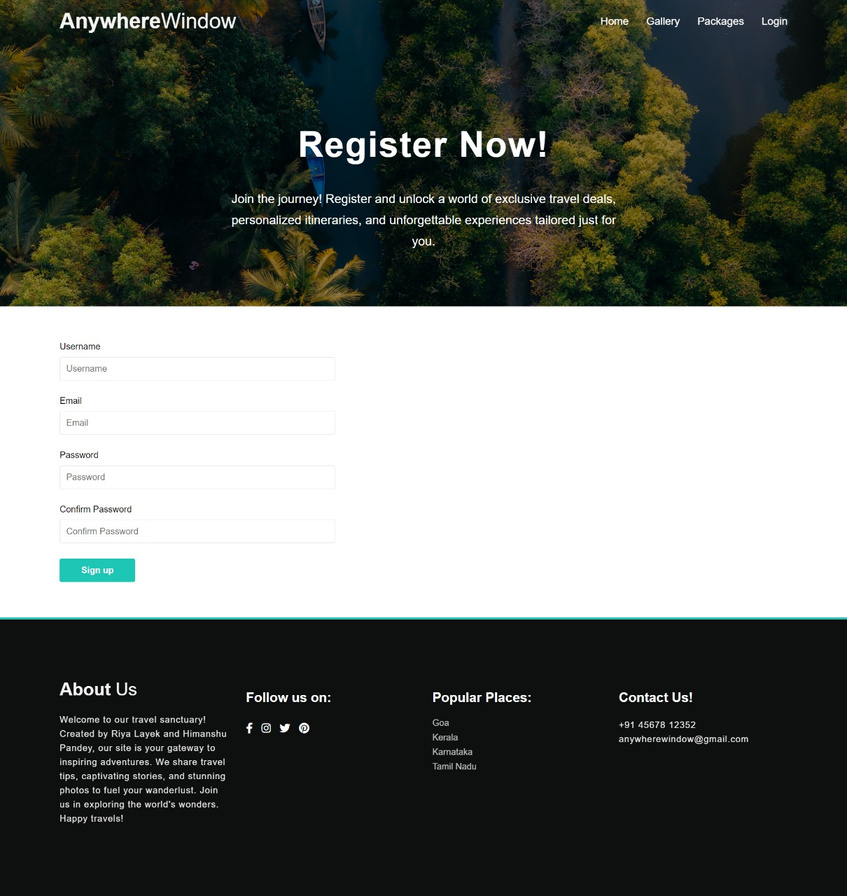 AnywhereWindow
Home Gallery Packages Login
Register Now!
Join the journey! Register and unlock a world of exclusive travel deals,
personalized itineraries, and unforgettable experiences tailored just for
you.
Username
Username
Email
Email
Password
Password
Confirm Password
Confirm Password
Sign up
About Us
Welcome to our travel sanctuary!
Created by Riya Layek and Himanshu
Pandey, our site is your gateway to
inspiring adventures. We share travel
tips, captivating stories, and stunning
photos to fuel your wanderlust. Join
us in exploring the world's wonders.
Happy travels!
Follow us on:
Popular Places:
Goa
Kerala
Karnataka
Tamil Nadu
Contact Us!
+91 45678 12352
anywherewindow@gmail.com